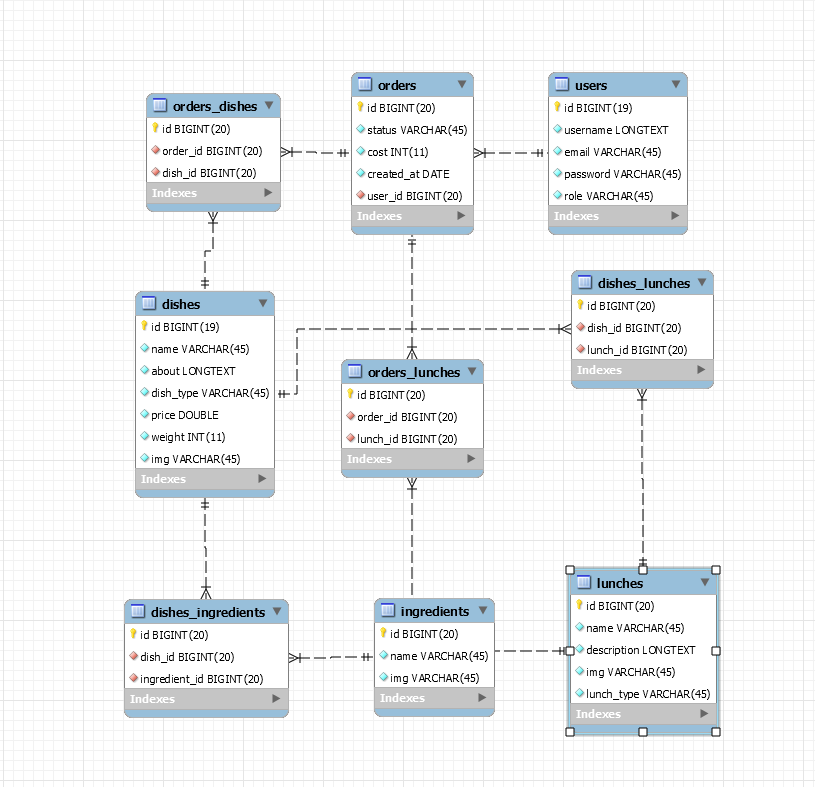 orders_dishes
id BIGINT(20)
order_id BIGINT(20)
dish_id BIGINT(20)
Indexes
orders
id BIGINT(20)
status VARCHAR(45)
cost INT(11)
created_at DATE
user_id BIGINT(20)
Indexes
users
id BIGINT(19)
username LONGTEXT
email VARCHAR(45)
password VARCHAR(45)
role VARCHAR(45)
Indexes
dishes
id BIGINT(19)
name VARCHAR(45)
about LONGTEXT
dish_type VARCHAR(45)
price DOUBLE
weight INT(11)
img VARCHAR(45)
Indexes
orders_lunches
id BIGINT(20)
order_id BIGINT(20)
lunch_id BIGINT(20)
Indexes
dishes_lunches
id BIGINT(20)
dish_id BIGINT(20)
lunch_id BIGINT(20)
Indexes
dishes_ingredients
id BIGINT(20)
dish_id BIGINT(20)
ingredient_id BIGINT(20)
Indexes
ingredients
id BIGINT(20)
name VARCHAR(45)
img VARCHAR(45)
Indexes
lunches
id BIGINT(20)
name VARCHAR(45)
description LONGTEXT
img VARCHAR(45)
lunch_type VARCHAR(45)
Indexes